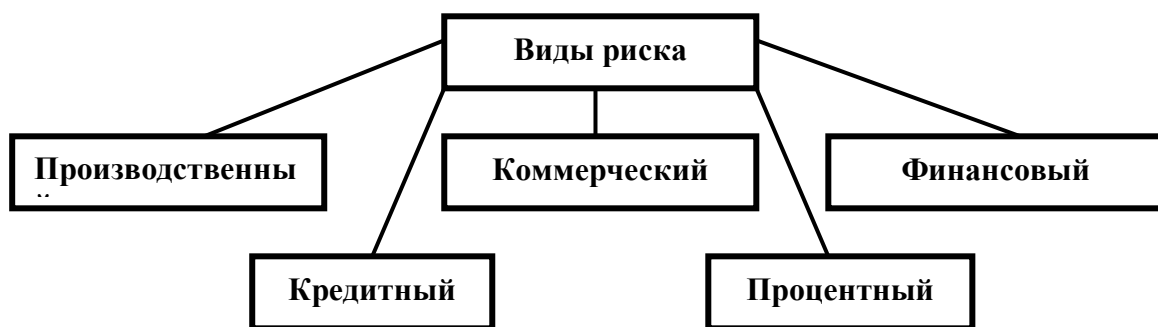 Виды риска
Производственны
й
Коммерческий
Финансовый
Кредитный
Процентный